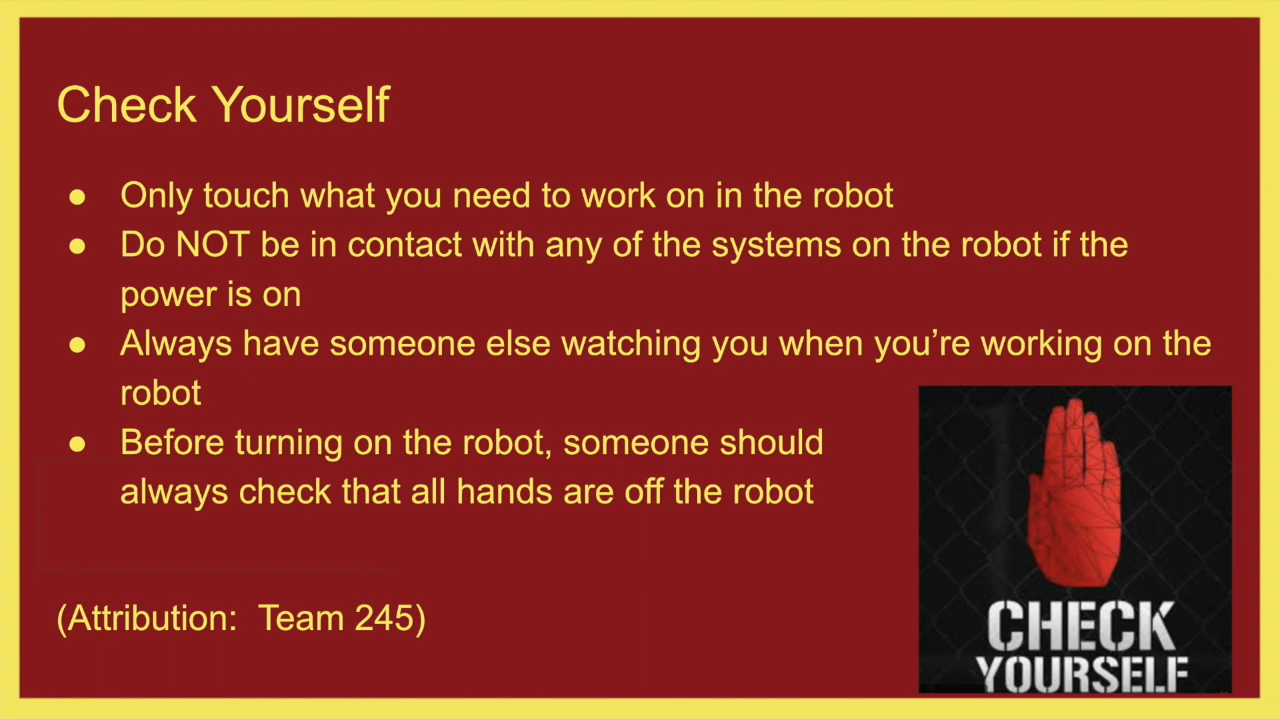 Check Yourself
● Only touch what you need to work on in the robot
● Do NOT be in contact with any of the systems on the robot if the
power is on
● Always have someone else watching you when you’re working on the
robot
● Before turning on the robot, someone should
always check that all hands are off the robot
(Attribution:  Team 245)
CHECK
YOURSELF